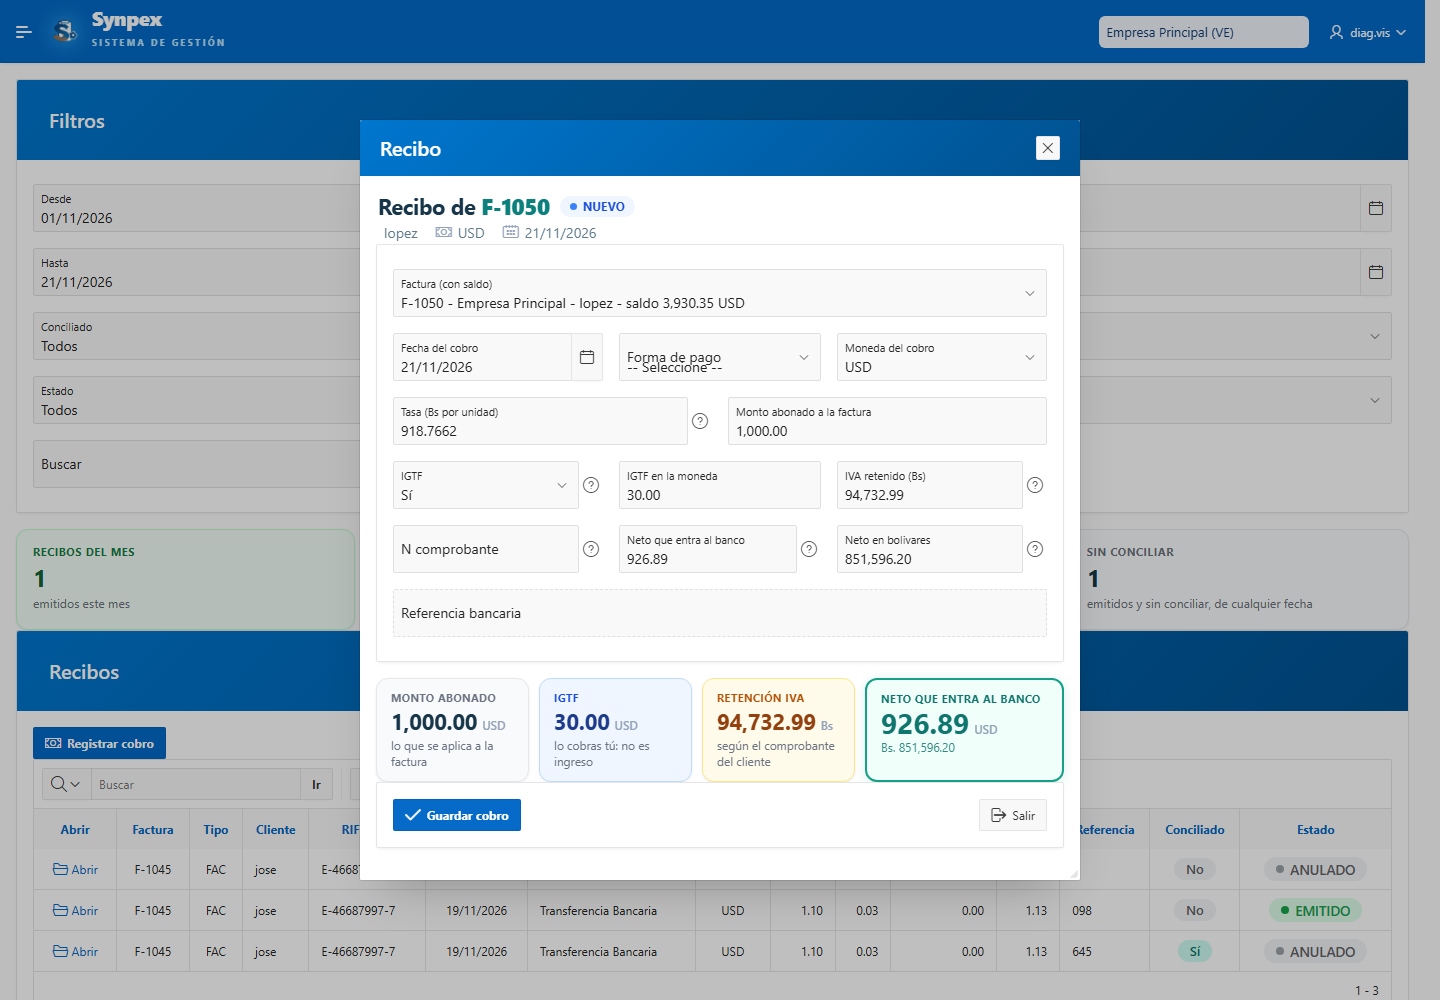 Synpex
SISTEMA DE GESTIÓN
Empresa Principal (VE)
diag.vis
Filtros
Desde
01/11/2026
Hasta
21/11/2026
Conciliado
Todos
Estado
Todos
Buscar
RECIBOS DEL MES
1
emitidos este mes
SIN CONCILIAR
1
emitidos y sin conciliar, de cualquier fecha
Recibo
Recibo de F-1050 NUEVO
lopez USD 21/11/2026
Factura (con saldo)
F-1050 - Empresa Principal - lopez - saldo 3,930.35 USD
Fecha del cobro
21/11/2026
Forma de pago
-- Seleccione --
Moneda del cobro
USD
Tasa (Bs por unidad)
918.7662
Monto abonado a la factura
1,000.00
IGTF
Sí
IGTF en la moneda
30.00
IVA retenido (Bs)
94,732.99
N comprobante
Neto que entra al banco
926.89
Neto en bolivares
851,596.20
Referencia bancaria
MONTO ABONADO
1,000.00 USD
lo que se aplica a la
factura
IGTF
30.00 USD
lo cobras tú: no es
ingreso
RETENCIÓN IVA
94,732.99 Bs
según el comprobante
del cliente
NETO QUE ENTRA AL BANCO
926.89 USD
Bs. 851,596.20
Guardar cobro
Salir
Recibos
Registrar cobro
Buscar
Ir
Abrir Factura Tipo Cliente RIF Referencia Conciliado Estado
Abrir F-1045 FAC jose E-46687 No ANULADO
Abrir F-1045 FAC jose E-46687997-7 19/11/2026 Transferencia Bancaria USD 1.10 0.03 0.00 1.13 098 No EMITIDO
Abrir F-1045 FAC jose E-46687997-7 19/11/2026 Transferencia Bancaria USD 1.10 0.03 0.00 1.13 645 Sí ANULADO
1 - 3